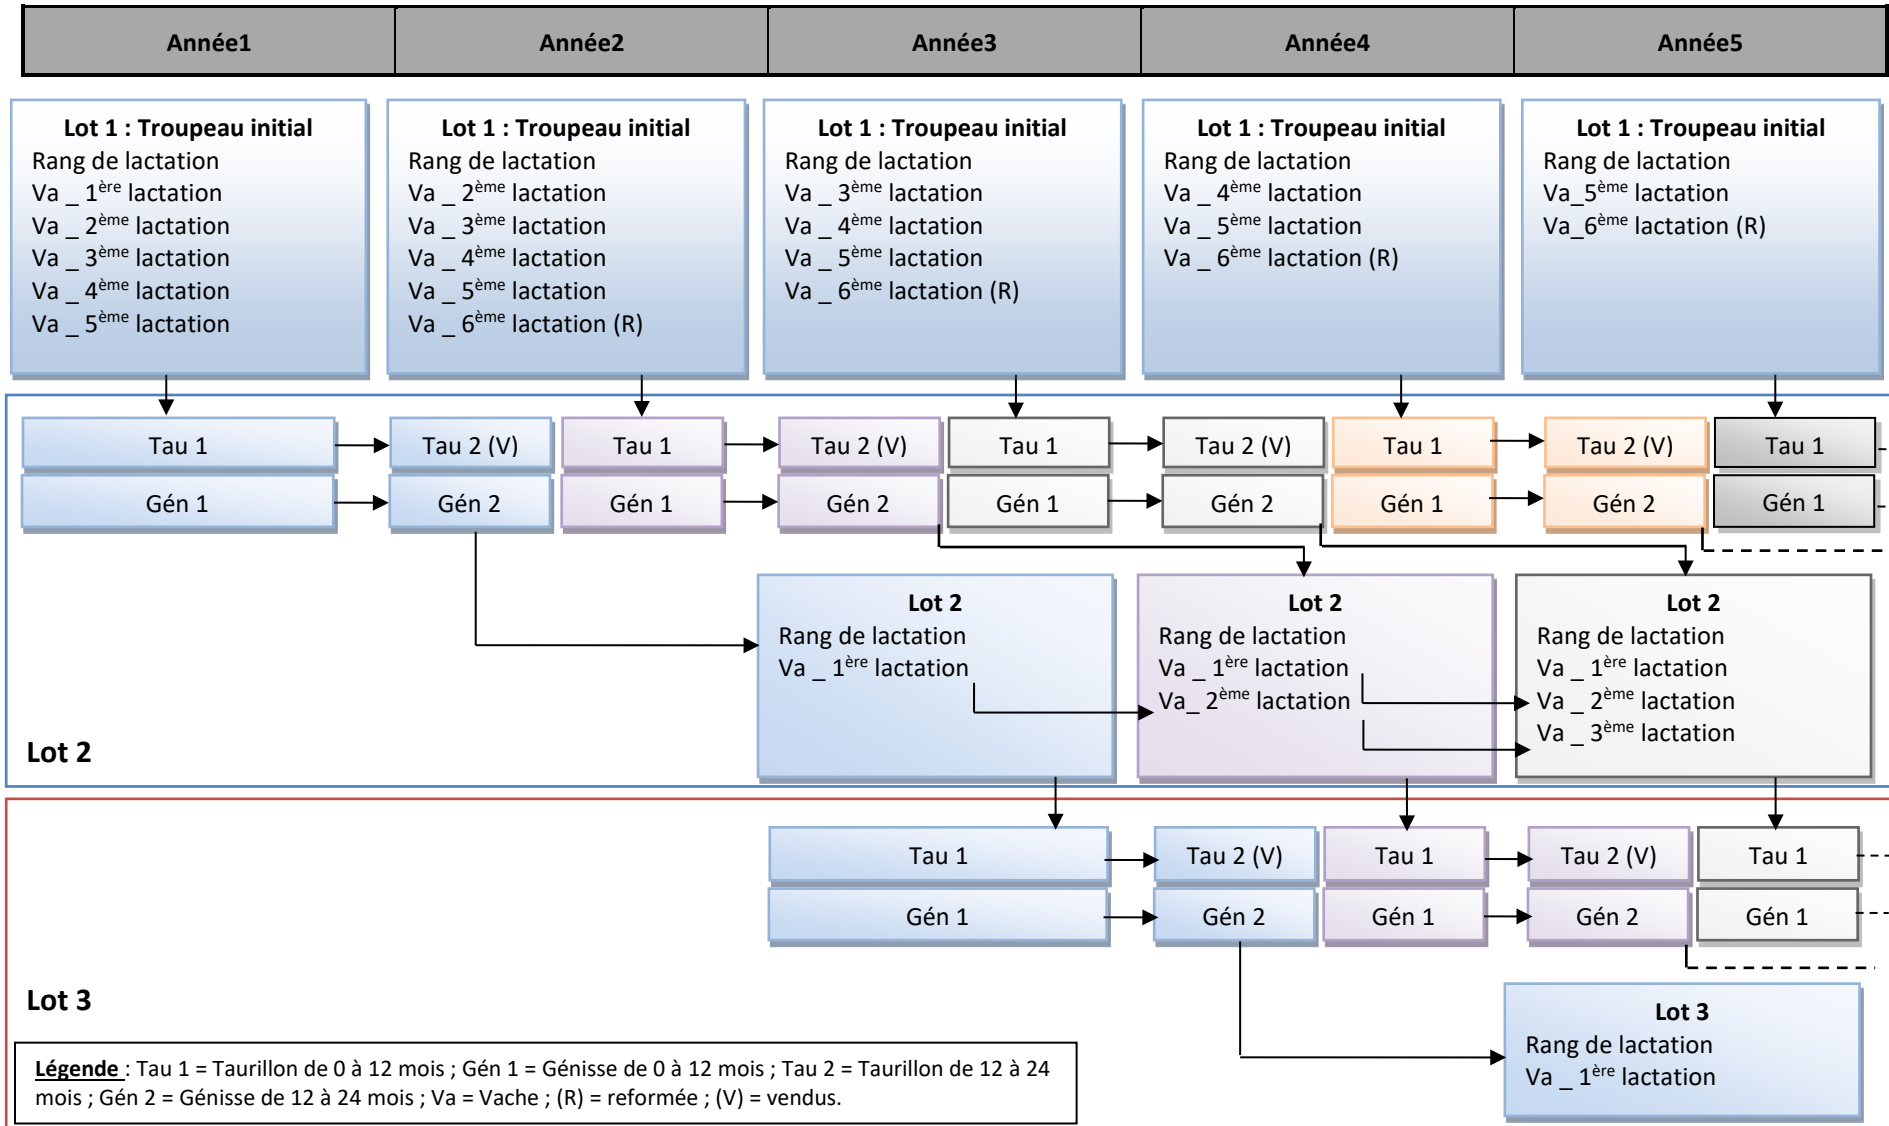 Année1
Année2
Année3
Année4
Année5
Lot 1 : Troupeau initial
Rang de lactation
Va _ 1ère lactation
Va _ 2ème lactation
Va _ 3ème lactation
Va _ 4ème lactation
Va _ 5ème lactation
Lot 1 : Troupeau initial
Rang de lactation
Va _ 2ème lactation
Va _ 3ème lactation
Va _ 4ème lactation
Va _ 5ème lactation
Va _ 6ème lactation (R)
Lot 1 : Troupeau initial
Rang de lactation
Va _ 3ème lactation
Va _ 4ème lactation
Va _ 5ème lactation
Va _ 6ème lactation (R)
Lot 1 : Troupeau initial
Rang de lactation
Va _ 4ème lactation
Va _ 5ème lactation
Va _ 6ème lactation (R)
Lot 1 : Troupeau initial
Rang de lactation
Va_5ème lactation
Va_6ème lactation (R)
Tau 1
Tau 2 (V)
Tau 1
Tau 2 (V)
Tau 1
Tau 2 (V)
Tau 1
Tau 2 (V)
Tau 1
Gén 1
Gén 2
Gén 1
Gén 2
Gén 1
Gén 2
Gén 1
Gén 2
Gén 1
Lot 2
Rang de lactation
Va _ 1ère lactation
Lot 2
Rang de lactation
Va _ 1ère lactation
Va_ 2ème lactation
Lot 2
Rang de lactation
Va _ 1ère lactation
Va _ 2ème lactation
Va _ 3ème lactation
Lot 2
Tau 1
Tau 2 (V)
Tau 1
Tau 2 (V)
Tau 1
Gén 1
Gén 2
Gén 1
Gén 2
Gén 1
Lot 3
Lot 3
Rang de lactation
Va _ 1ère lactation
Légende : Tau 1 = Taurillon de 0 à 12 mois ; Gén 1 = Génisse de 0 à 12 mois ; Tau 2 = Taurillon de 12 à 24
mois ; Gén 2 = Génisse de 12 à 24 mois ; Va = Vache ; (R) = reformée ; (V) = vendus.